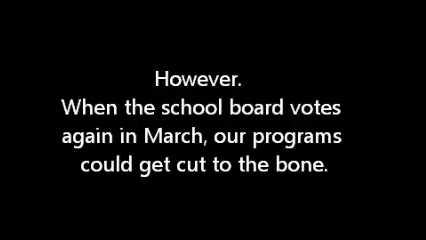 However.
When the school board votes
again in March, our programs
could get cut to the bone.